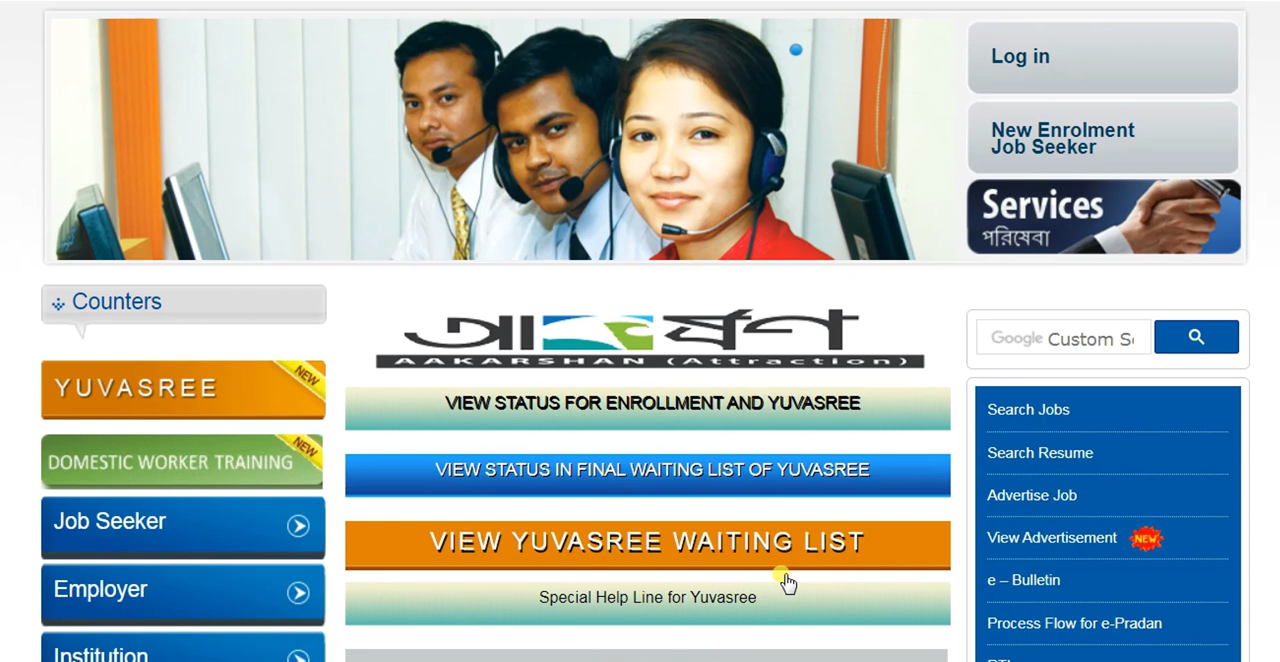 Log in
New Enrolment
Job Seeker
Services
পরিষেবা
Counters
YUVASREE
NEW
DOMESTIC WORKER TRAINING
NEW
Job Seeker
Employer
Institution
আকর্ষণ
AAKARSHAN (Attraction)
VIEW STATUS FOR ENROLLMENT AND YUVASREE
VIEW STATUS IN FINAL WAITING LIST OF YUVASREE
VIEW YUVASREE WAITING LIST
Special Help Line for Yuvasree
Google Custom Se
Search Jobs
Search Resume
Advertise Job
View Advertisement NEW
e – Bulletin
Process Flow for e-Pradan